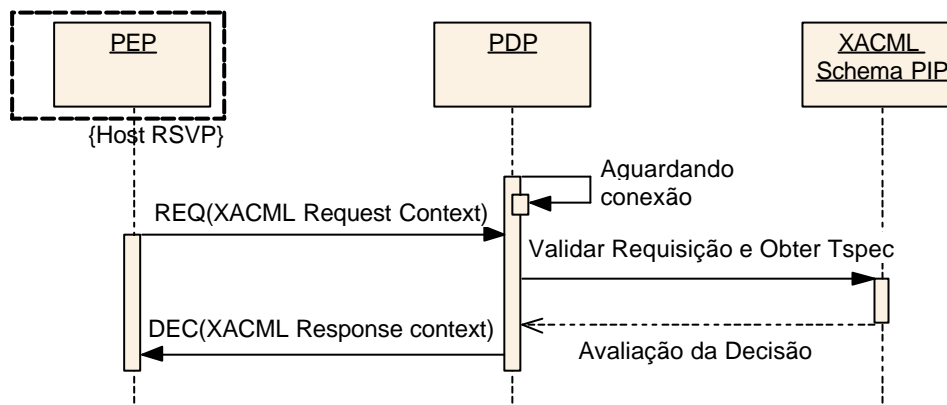 PEP
PDP
XACML
Schema PIP
{Host RSVP}
Aguardando
conexão
REQ(XACML Request Context)
Validar Requisição e Obter Tspec
DEC(XACML Response context)
Avaliação da Decisão